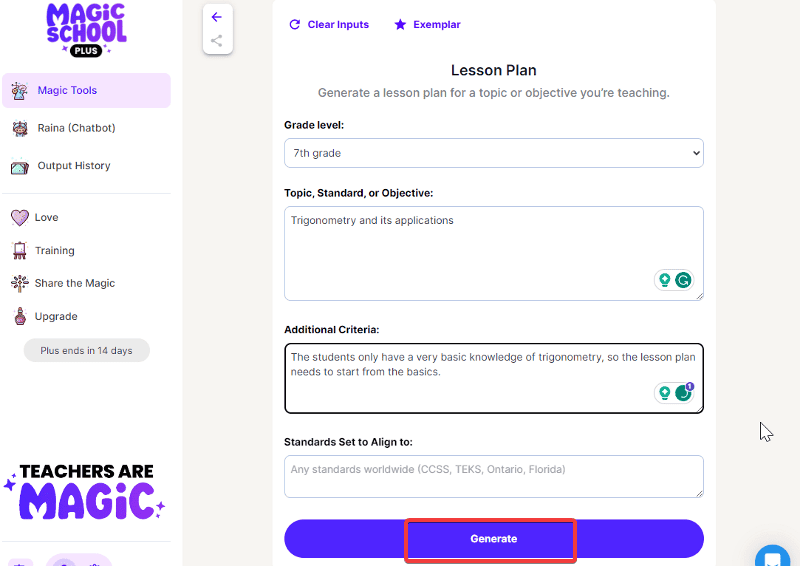 MAGIC
SCHOOL
PLUS
Magic Tools
Raina (Chatbot)
Output History
Love
Training
Share the Magic
Upgrade
Plus ends in 14 days
TEACHERS ARE
MAGIC
Clear Inputs
Exemplar
Lesson Plan
Generate a lesson plan for a topic or objective you're teaching.
Grade level:
7th grade
Topic, Standard, or Objective:
Trigonometry and its applications
Additional Criteria:
The students only have a very basic knowledge of trigonometry, so the lesson plan
needs to start from the basics.
1
Standards Set to Align to:
Any standards worldwide (CCSS, TEKS, Ontario, Florida)
Generate